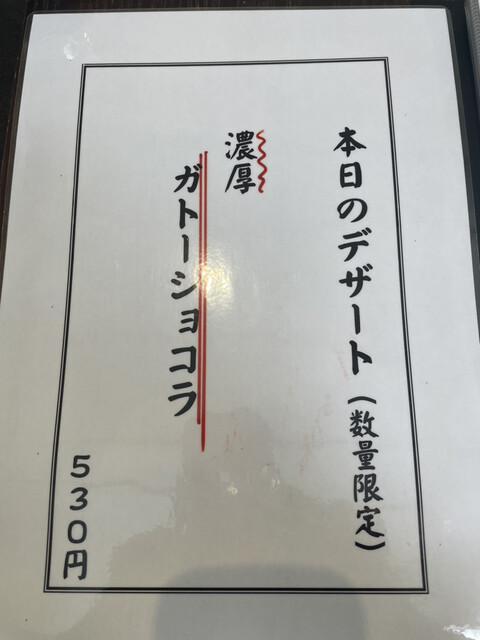 本日のデザート（数量限定）
濃厚
ガトーショコラ
５３０円